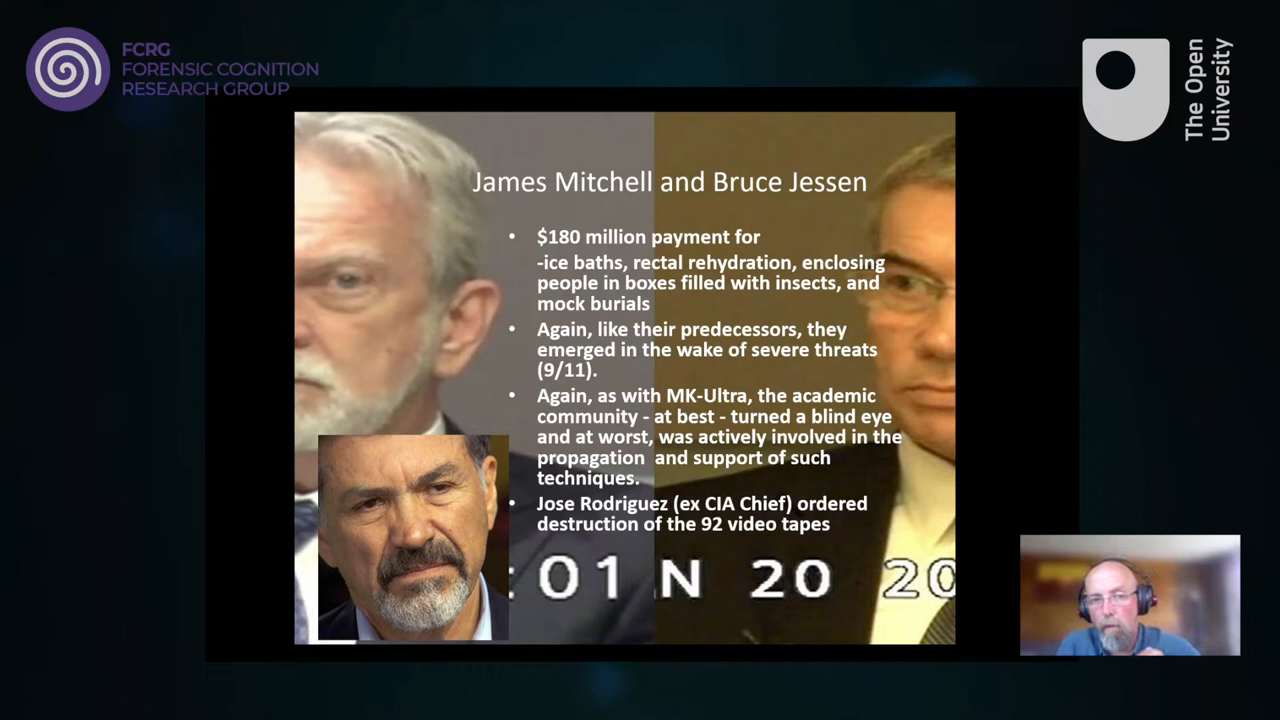 FCRG
FORENSIC COGNITION
RESEARCH GROUP
The Open
University
James Mitchell and Bruce Jessen
• $180 million payment for
-ice baths, rectal rehydration, enclosing
people in boxes filled with insects, and
mock burials
• Again, like their predecessors, they
emerged in the wake of severe threats
(9/11).
• Again, as with MK-Ultra, the academic
community - at best - turned a blind eye
and at worst, was actively involved in the
propagation and support of such
techniques.
• Jose Rodriguez (ex CIA Chief) ordered
destruction of the 92 video tapes
:01 N 20 20